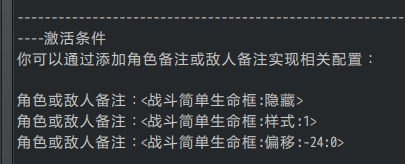 ----------------------------------------------------------------
----激活条件
你可以通过添加角色备注或敌人备注实现相关配置：
角色或敌人备注：<战斗简单生命框:隐藏>
角色或敌人备注：<战斗简单生命框:样式:1>
角色或敌人备注：<战斗简单生命框:偏移:-24:0>